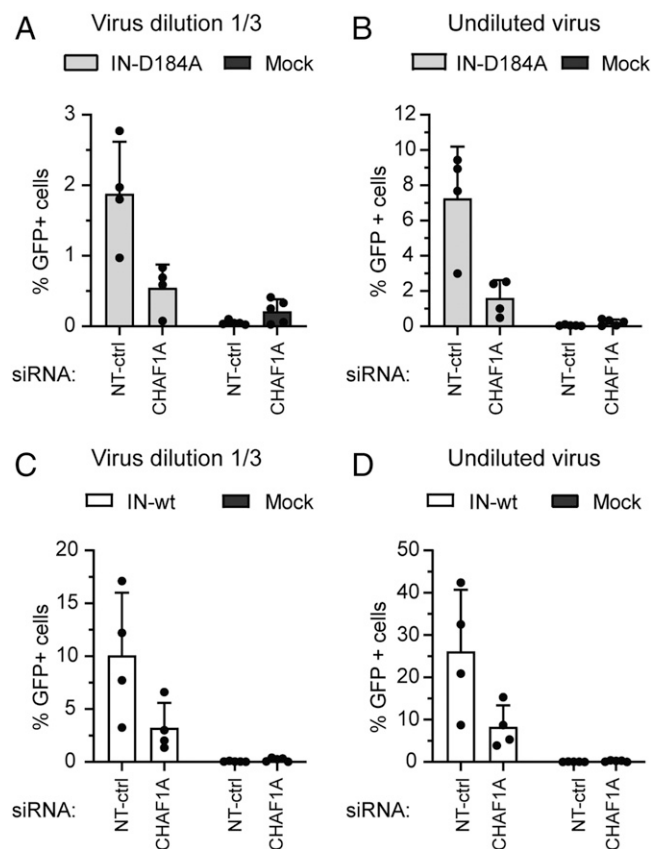 A Virus dilution 1/3
IN-D184A Mock
% GFP+ cells
3
2
1
0
siRNA: NT-ctrl CHAF1A NT-ctrl CHAF1A
B Undiluted virus
IN-D184A Mock
% GFP + cells
12
10
8
6
4
2
0
siRNA: NT-ctrl CHAF1A NT-ctrl CHAF1A
C Virus dilution 1/3
IN-wt Mock
% GFP+ cells
20
15
10
5
0
siRNA: NT-ctrl CHAF1A NT-ctrl CHAF1A
D Undiluted virus
IN-wt Mock
% GFP + cells
50
40
30
20
10
0
siRNA: NT-ctrl CHAF1A NT-ctrl CHAF1A